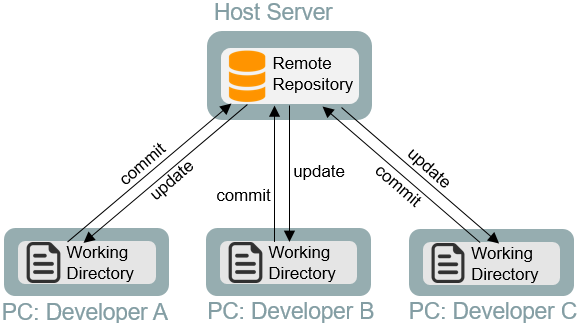 Host Server
Remote
Repository
commit
update
commit
update
update
commit
Working
Directory
Working
Directory
Working
Directory
PC: Developer A
PC: Developer B
PC: Developer C